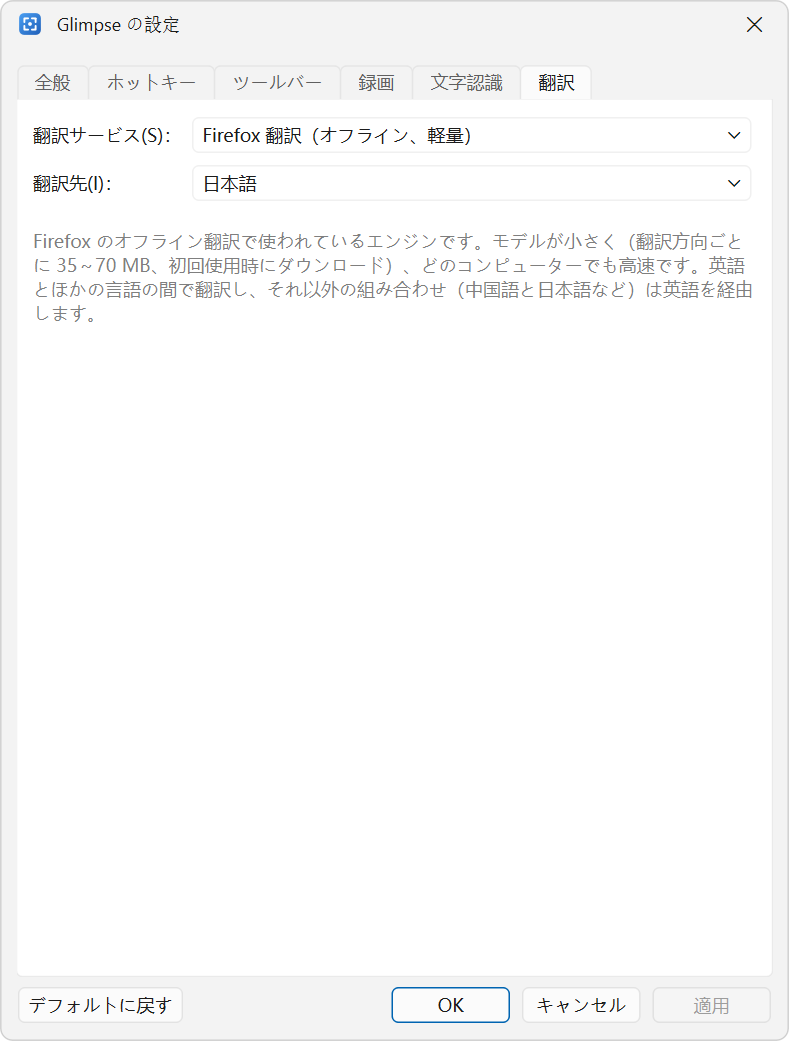 Glimpse の設定
全般
ホットキー
ツールバー
録画
文字認識
翻訳
翻訳サービス(S):
Firefox 翻訳（オフライン、軽量）
翻訳先(I):
日本語
Firefox のオフライン翻訳で使われているエンジンです。モデルが小さく（翻訳方向ごと
に 35～70 MB、初回使用時にダウンロード）、どのコンピューターでも高速です。英語
とほかの言語の間で翻訳し、それ以外の組み合わせ（中国語と日本語など）は英語を経由
します。
デフォルトに戻す
OK
キャンセル
適用